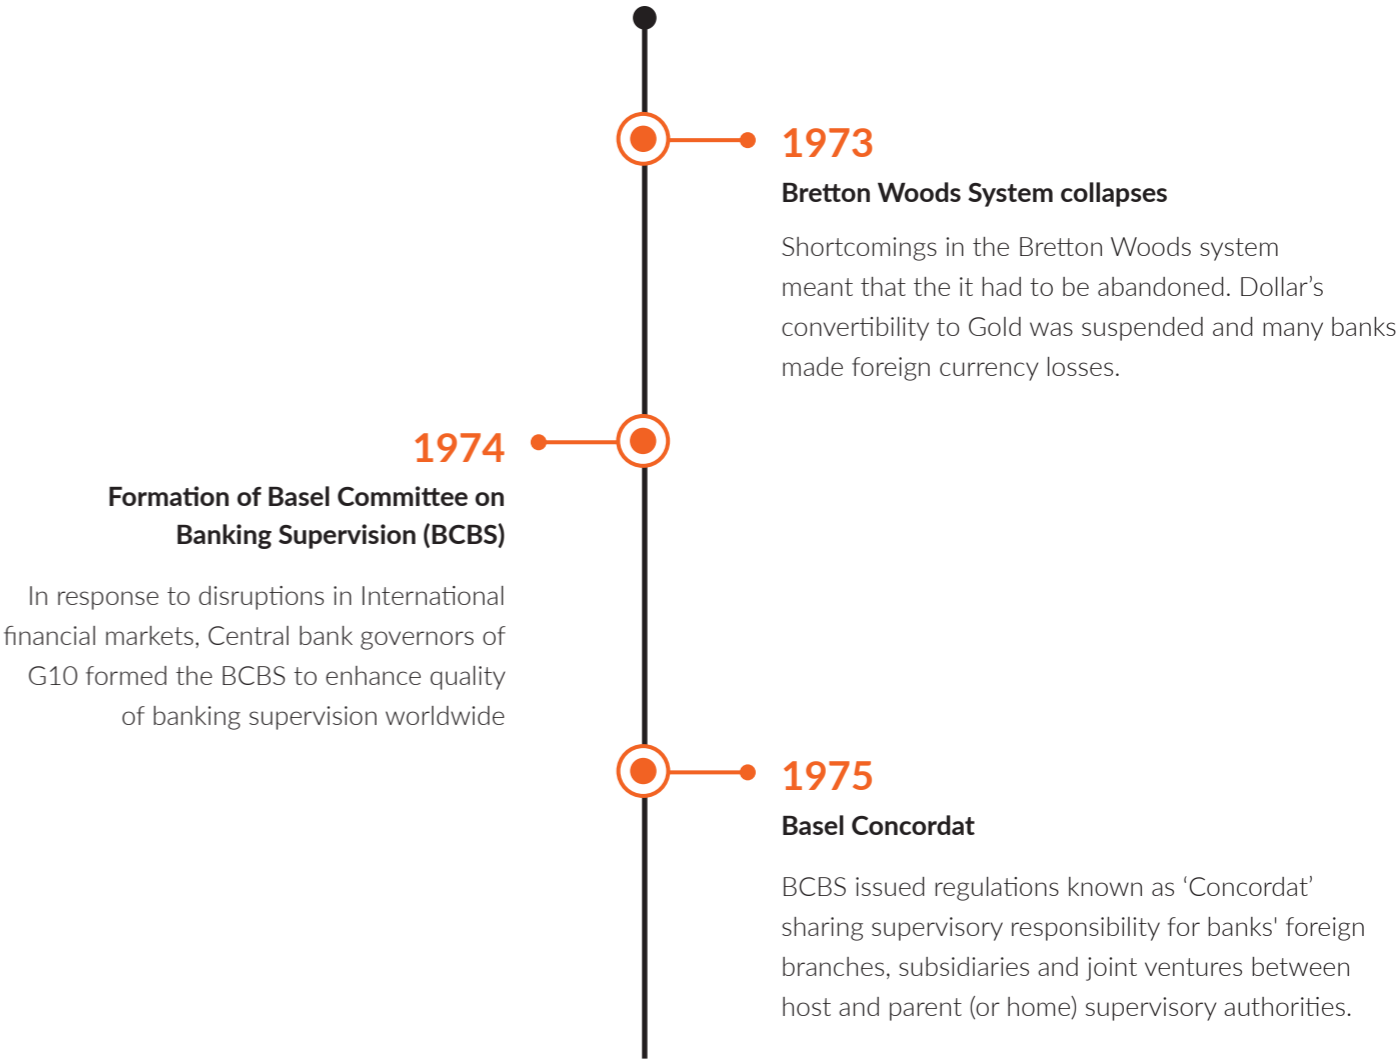 1973
Bretton Woods System collapses
Shortcomings in the Bretton Woods system
meant that the it had to be abandoned. Dollar’s
convertibility to Gold was suspended and many banks
made foreign currency losses.
1974
Formation of Basel Committee on
Banking Supervision (BCBS)
In response to disruptions in International
financial markets, Central bank governors of
G10 formed the BCBS to enhance quality
of banking supervision worldwide
1975
Basel Concordat
BCBS issued regulations known as ‘Concordat’
sharing supervisory responsibility for banks' foreign
branches, subsidiaries and joint ventures between
host and parent (or home) supervisory authorities.